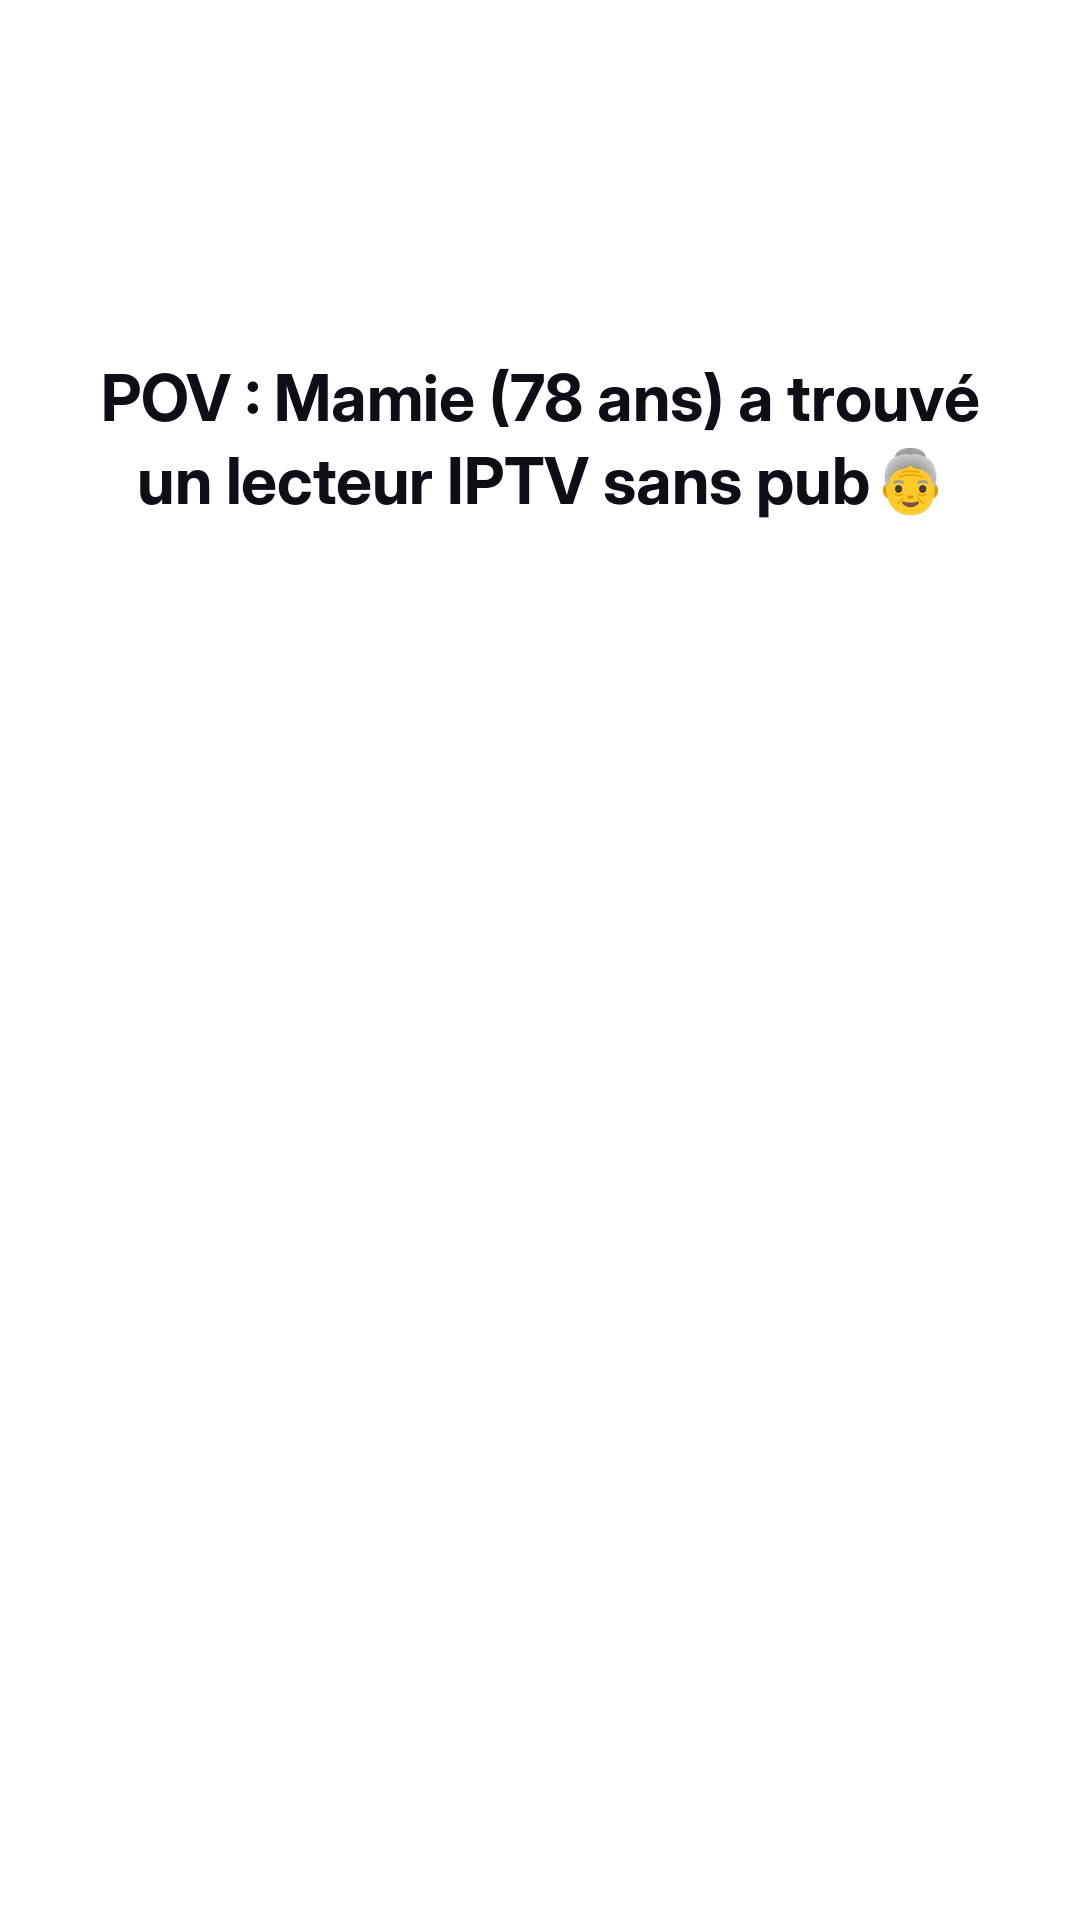 POV : Mamie (78 ans) a trouvé
un lecteur IPTV sans pub 👵